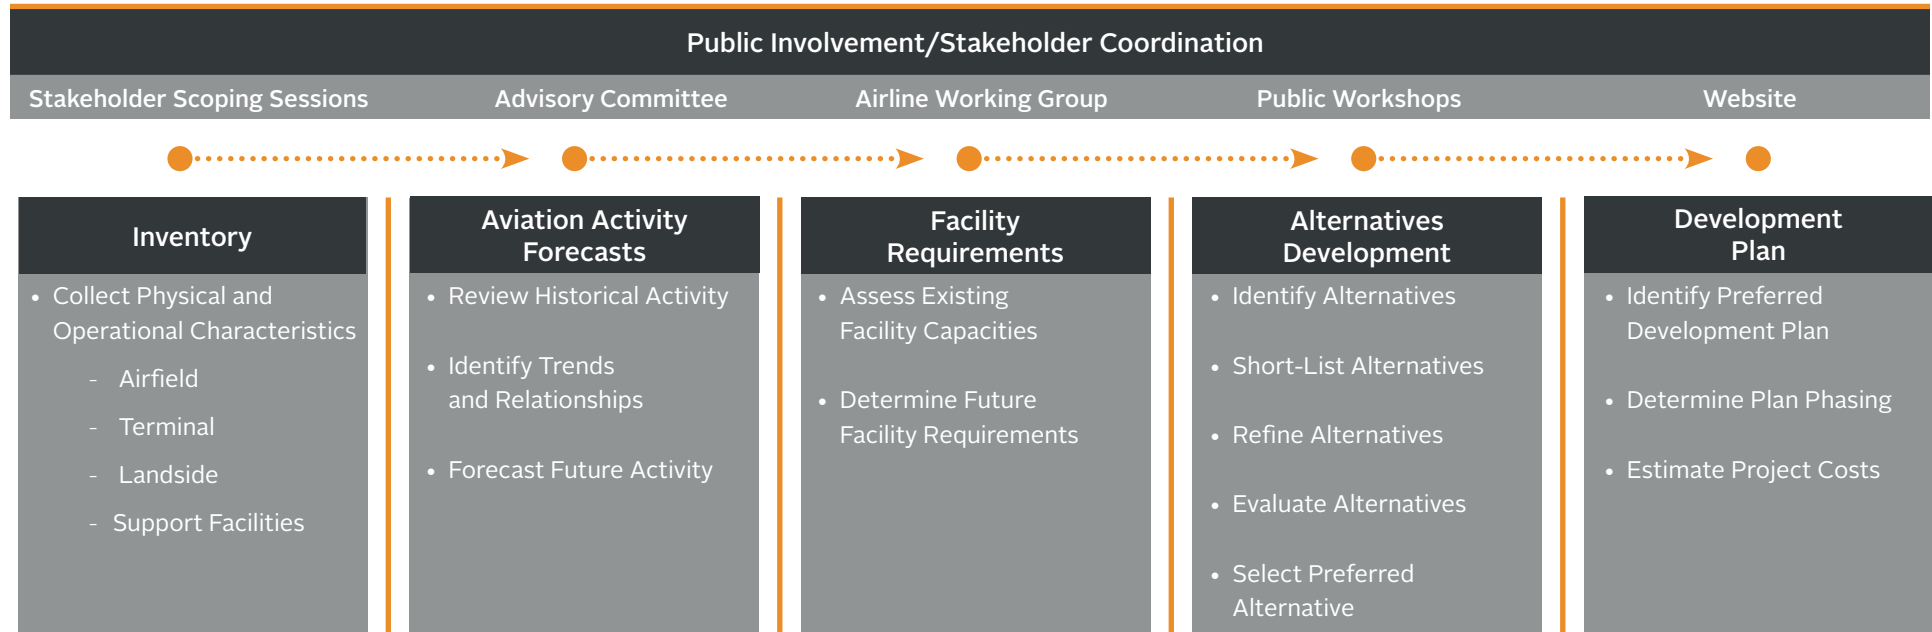 Public Involvement/Stakeholder Coordination
Stakeholder Scoping Sessions
Advisory Committee
Airline Working Group
Public Workshops
Website
Inventory
• Collect Physical and
Operational Characteristics
- Airfield
- Terminal
- Landside
- Support Facilities
Aviation Activity
Forecasts
• Review Historical Activity
• Identify Trends
and Relationships
• Forecast Future Activity
Facility
Requirements
• Assess Existing
Facility Capacities
• Determine Future
Facility Requirements
Alternatives
Development
• Identify Alternatives
• Short-List Alternatives
• Refine Alternatives
• Evaluate Alternatives
• Select Preferred
Alternative
Development
Plan
• Identify Preferred
Development Plan
• Determine Plan Phasing
• Estimate Project Costs